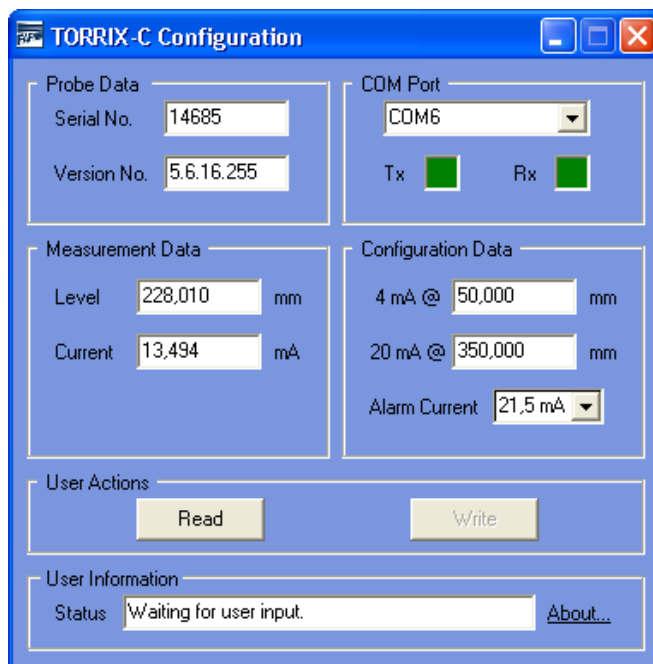 TORRIX-C Configuration
Probe Data
Serial No. 14685
Version No. 5.6.16.255
COM Port
COM6
Tx Rx
Measurement Data
Level 228,010 mm
Current 13,494 mA
Configuration Data
4 mA @ 50,000 mm
20 mA @ 350,000 mm
Alarm Current 21,5 mA
User Actions
Read Write
User Information
Status Waiting for user input. About...